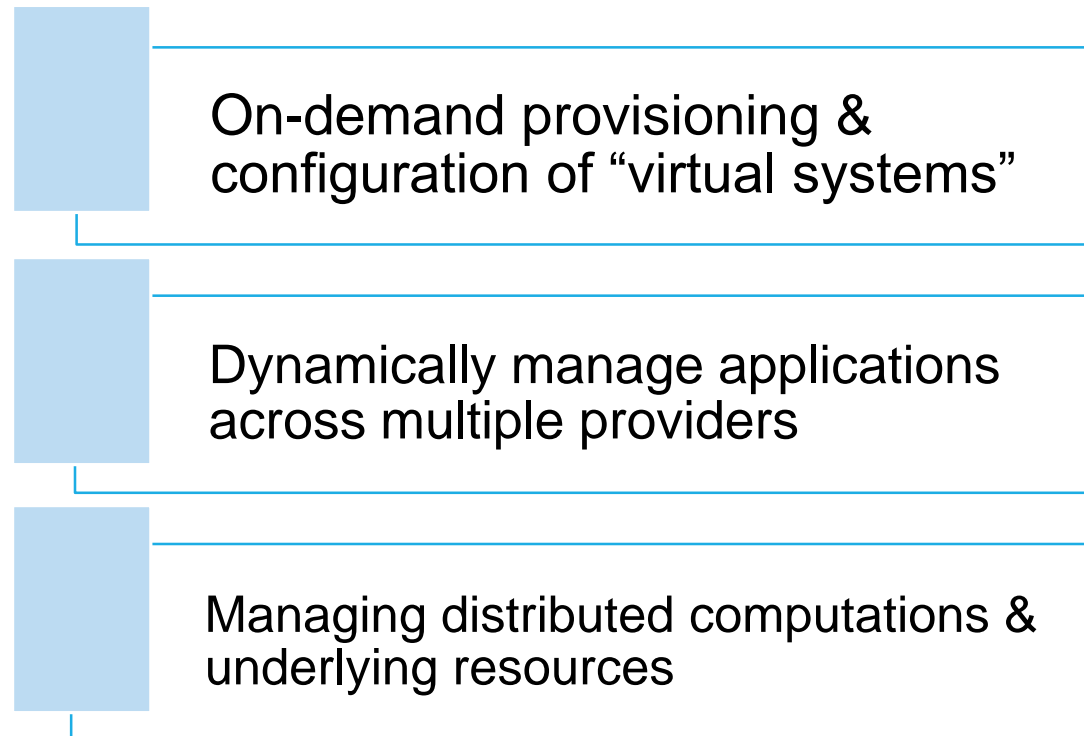 On-demand provisioning &
configuration of “virtual systems”
Dynamically manage applications
across multiple providers
Managing distributed computations &
underlying resources